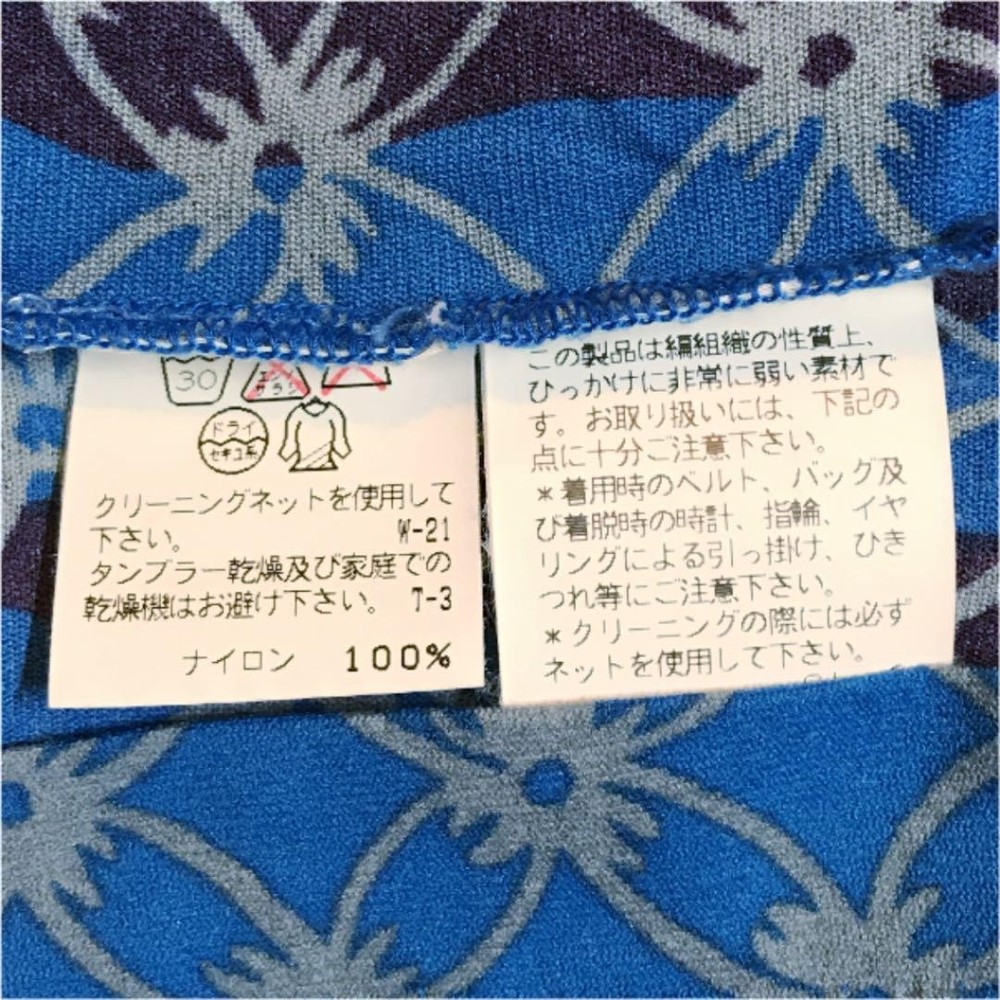 30
ドライ
セキユ系
クリーニングネットを使用して
下さい。 W-21
タンブラー乾燥及び家庭での
乾燥機はお避け下さい。 T-3
ナイロン 100%
この製品は編組織の性質上、
ひっかけに非常に弱い素材で
す。お取り扱いには、下記の
点に十分ご注意下さい。
*着用時のベルト、バッグ及
び着脱時の時計、指輪、イヤ
リングによる引っ掛け、ひき
つれ等にご注意下さい。
*クリーニングの際には必ず
ネットを使用して下さい。